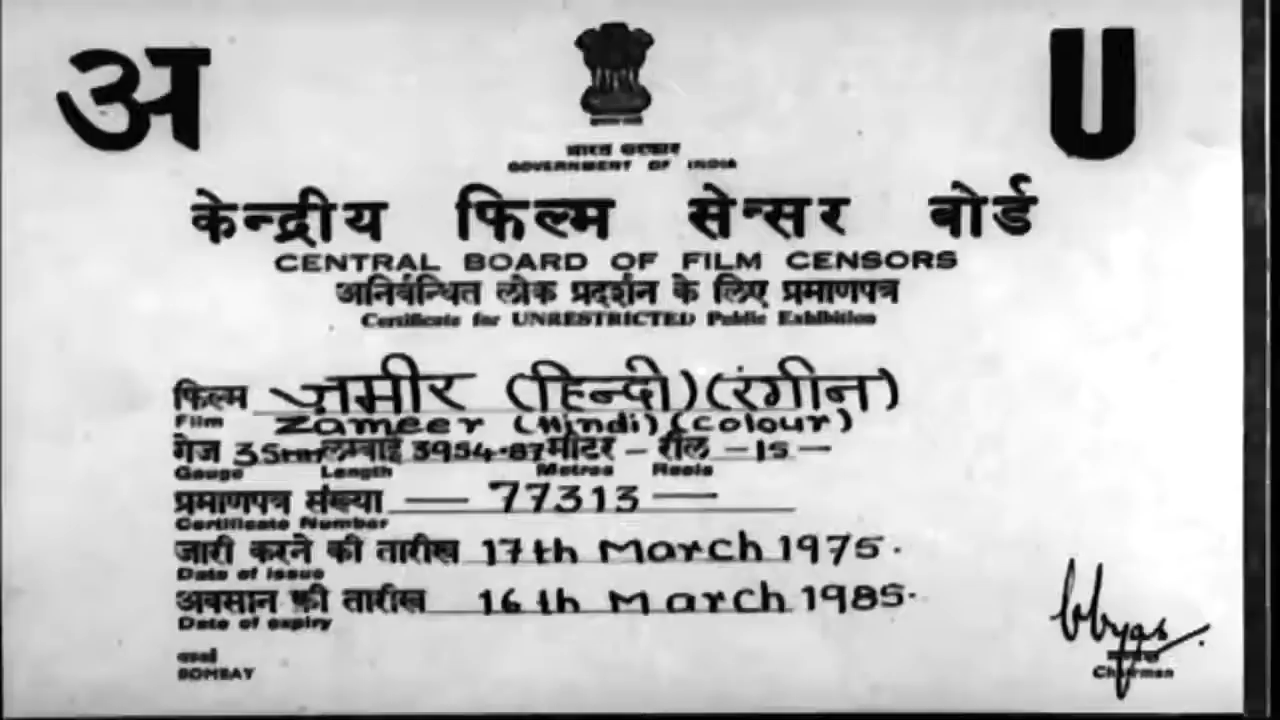 अ U
भारत सरकार
GOVERNMENT OF INDIA
केन्द्रीय फिल्म सेन्सर बोर्ड
CENTRAL BOARD OF FILM CENSORS
अनिर्बन्धित लोक प्रदर्शन के लिए प्रमाणपत्र
Certificate for UNRESTRICTED Public Exhibition
फिल्म ज़मीर (हिन्दी) (रंगीन)
Film Zameer (Hindi) (Colour)
गेज 35mm लम्बाई 3954.87 मीटर - रील - 15 -
Gauge Length Metres Reels
प्रमाणपत्र संख्या — 77313 —
Certificate Number
जारी करने की तारीख 17th March 1975.
Date of issue
अवसान की तारीख 16th March 1985.
Date of expiry
बम्बई
BOMBAY
Chairman